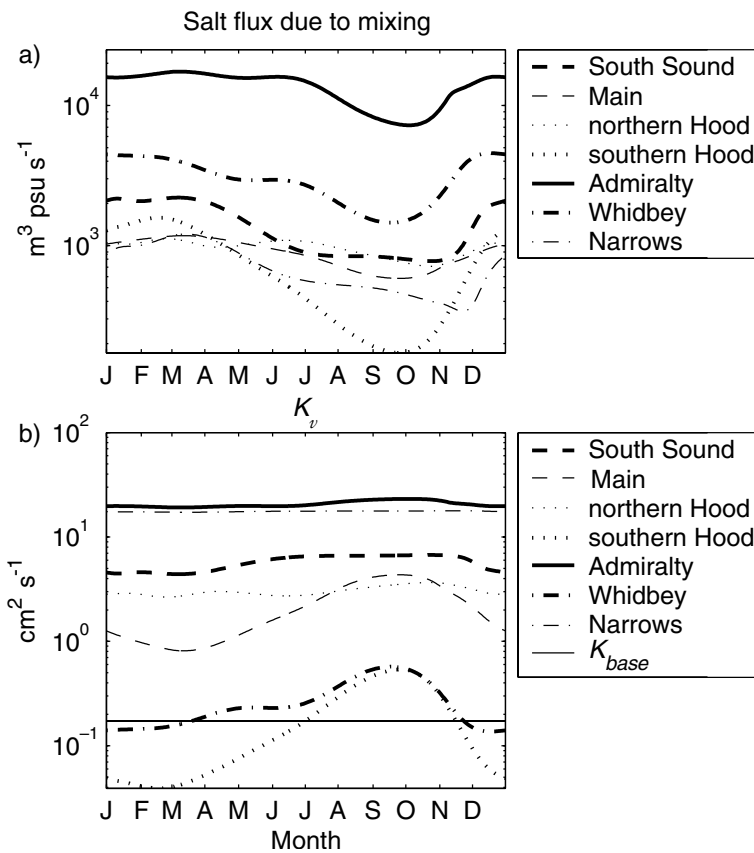 Salt flux due to mixing
a)
10^4
10^3
m^3 psu s^-1
J F M A M J J A S O N D
South Sound
Main
northern Hood
southern Hood
Admiralty
Whidbey
Narrows
K_v
b)
10^2
10^1
10^0
10^−1
cm^2 s^-1
J F M A M J J A S O N D
Month
South Sound
Main
northern Hood
southern Hood
Admiralty
Whidbey
Narrows
K_base